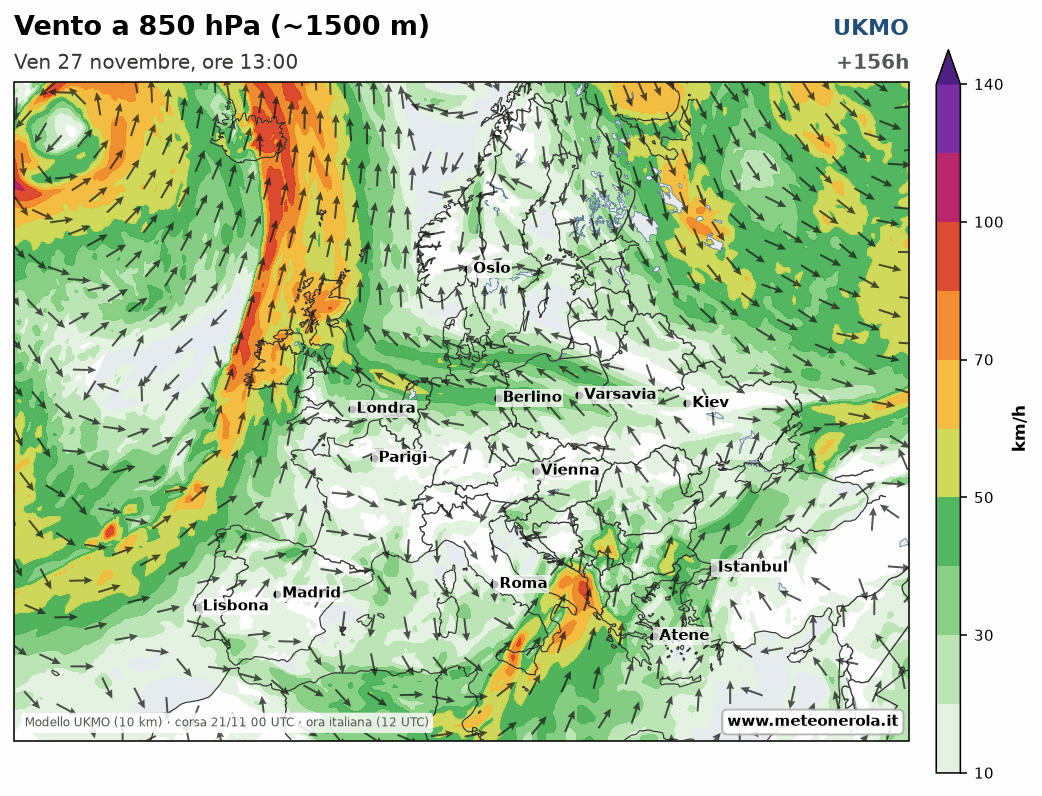 Vento a 850 hPa (~1500 m)
UKMO
Ven 27 novembre, ore 13:00
+156h
140
100
70
50
30
10
km/h
Oslo
Londra
Berlino
Varsavia
Kiev
Parigi
Vienna
Roma
Istanbul
Madrid
Lisbona
Atene
Modello UKMO (10 km) · corsa 21/11 00 UTC · ora italiana (12 UTC)
www.meteonerola.it